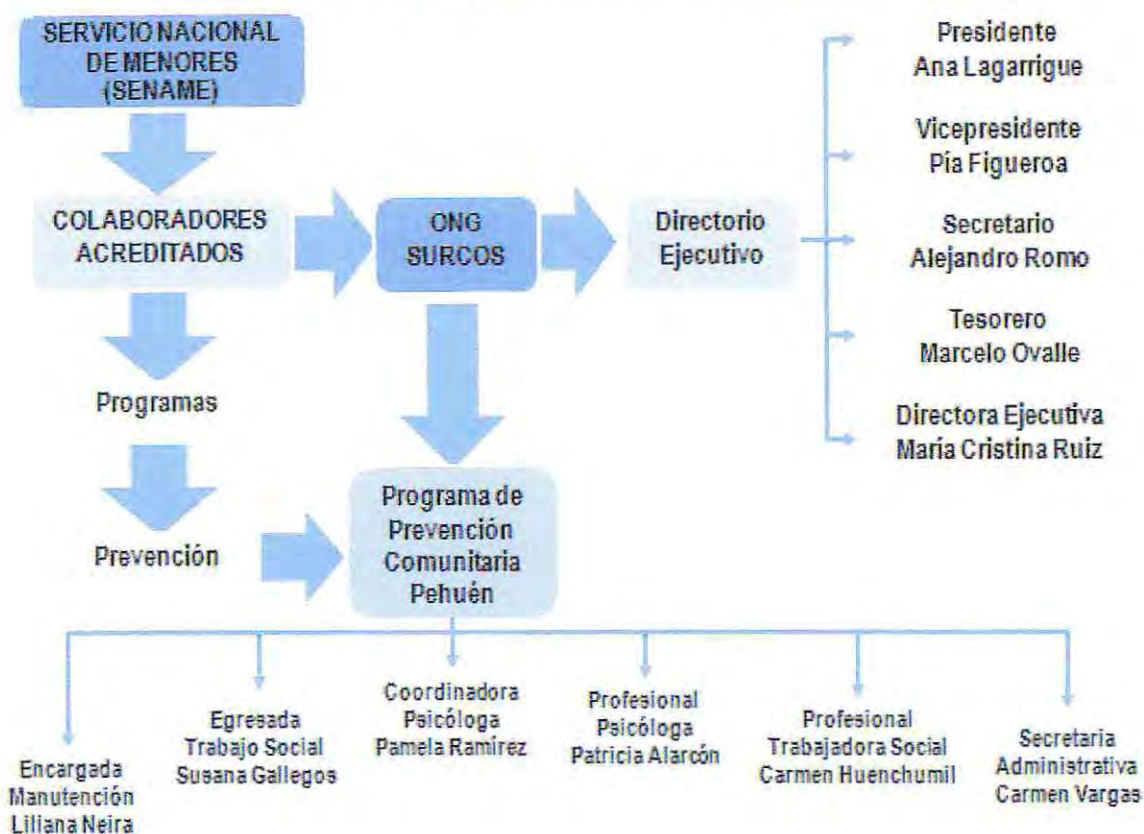 SERVICIO NACIONAL
DE MENORES
(SENAME)
COLABORADORES
ACREDITADOS
ONG
SURCOS
Directorio
Ejecutivo
Presidente
Ana Lagarrigue
Vicepresidente
Pía Figueroa
Secretario
Alejandro Romo
Tesorero
Marcelo Ovalle
Directora Ejecutiva
María Cristina Ruiz
Programas
Prevención
Programa de
Prevención
Comunitaria
Pehuén
Encargada
Manutención
Liliana Neira
Egresada
Trabajo Social
Susana Gallegos
Coordinadora
Psicóloga
Pamela Ramírez
Profesional
Psicóloga
Patricia Alarcón
Profesional
Trabajadora Social
Carmen Huenchumil
Secretaria
Administrativa
Carmen Vargas